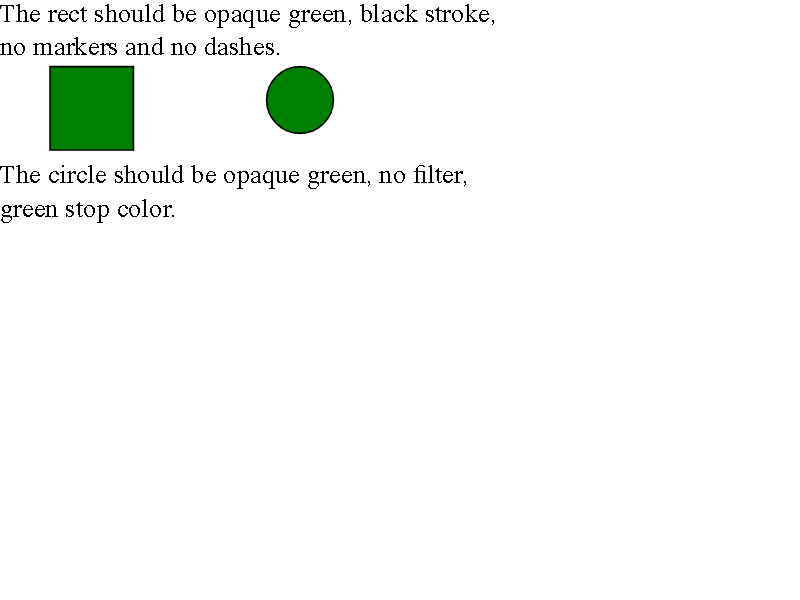 The rect should be opaque green, black stroke,
no markers and no dashes.
The circle should be opaque green, no filter,
green stop color.